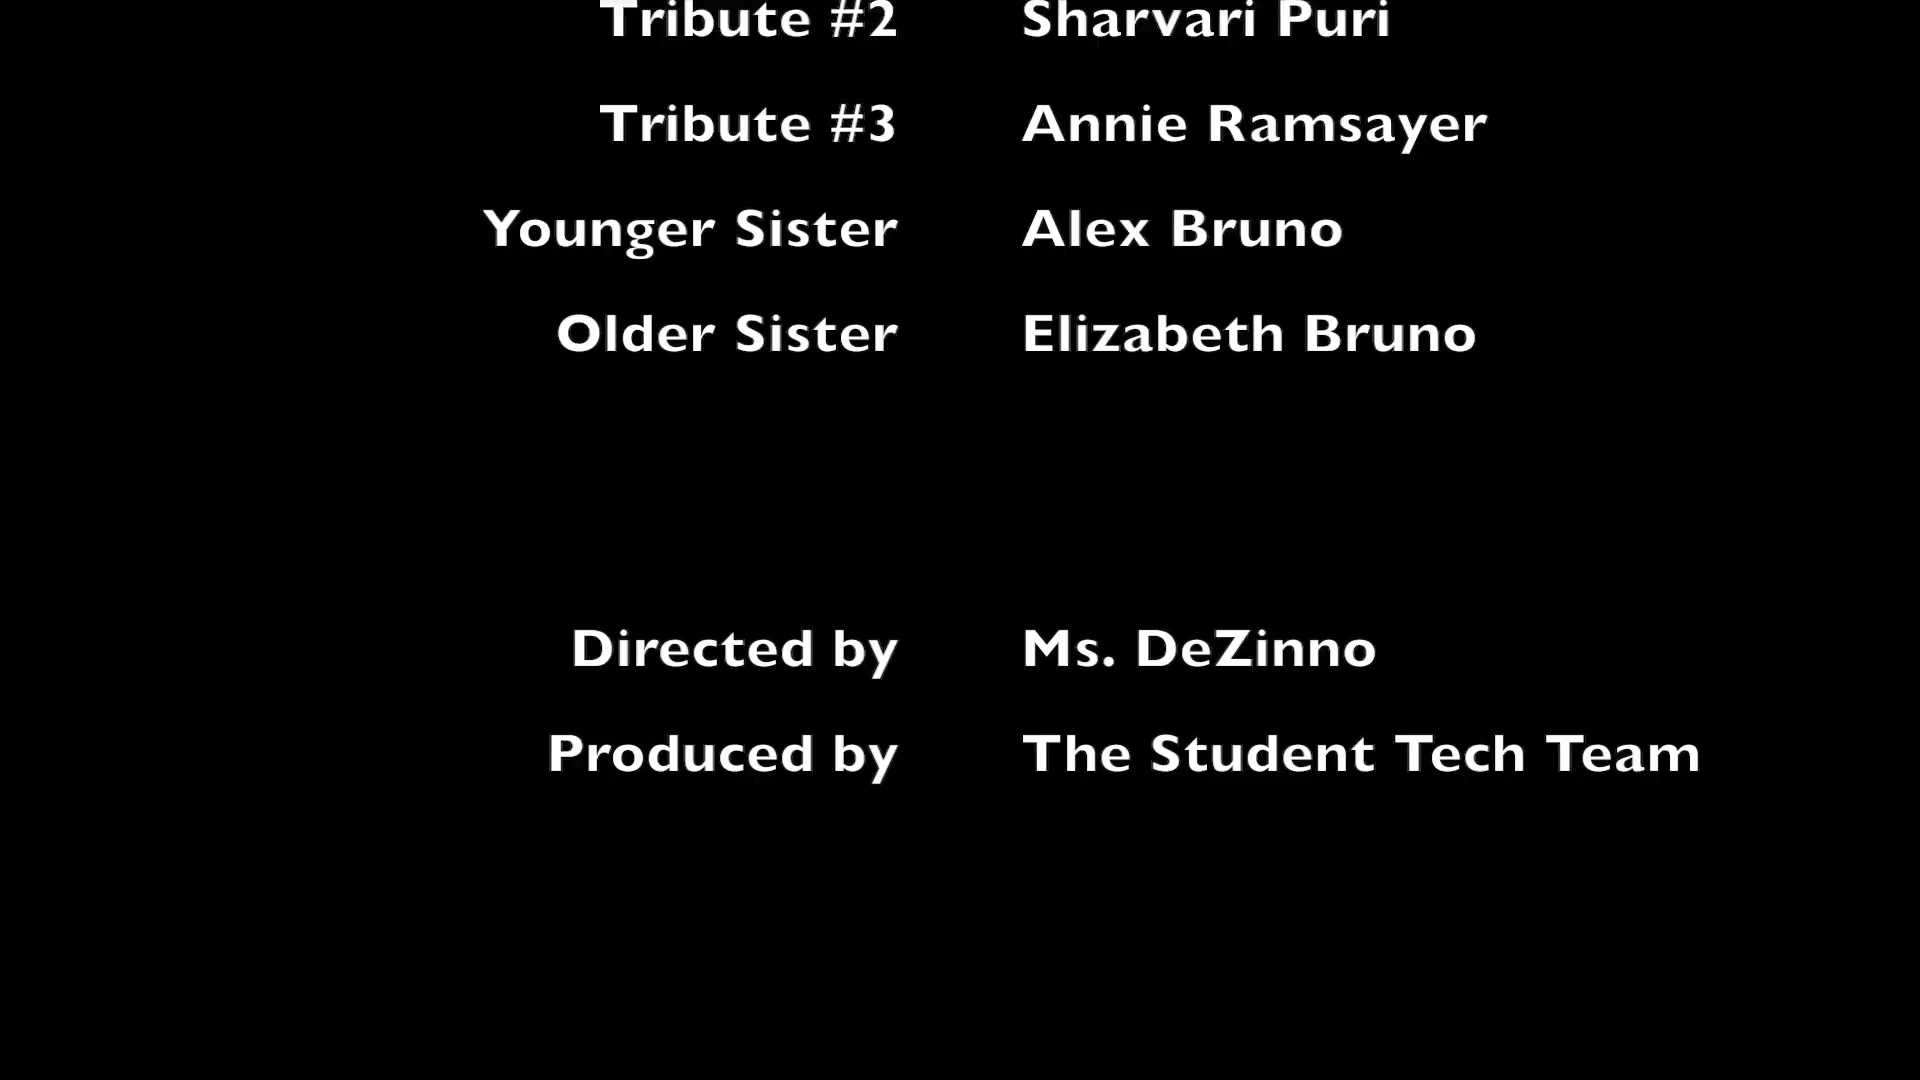 Tribute #2 Sharvari Puri
Tribute #3 Annie Ramsayer
Younger Sister Alex Bruno
Older Sister Elizabeth Bruno
Directed by Ms. DeZinno
Produced by The Student Tech Team